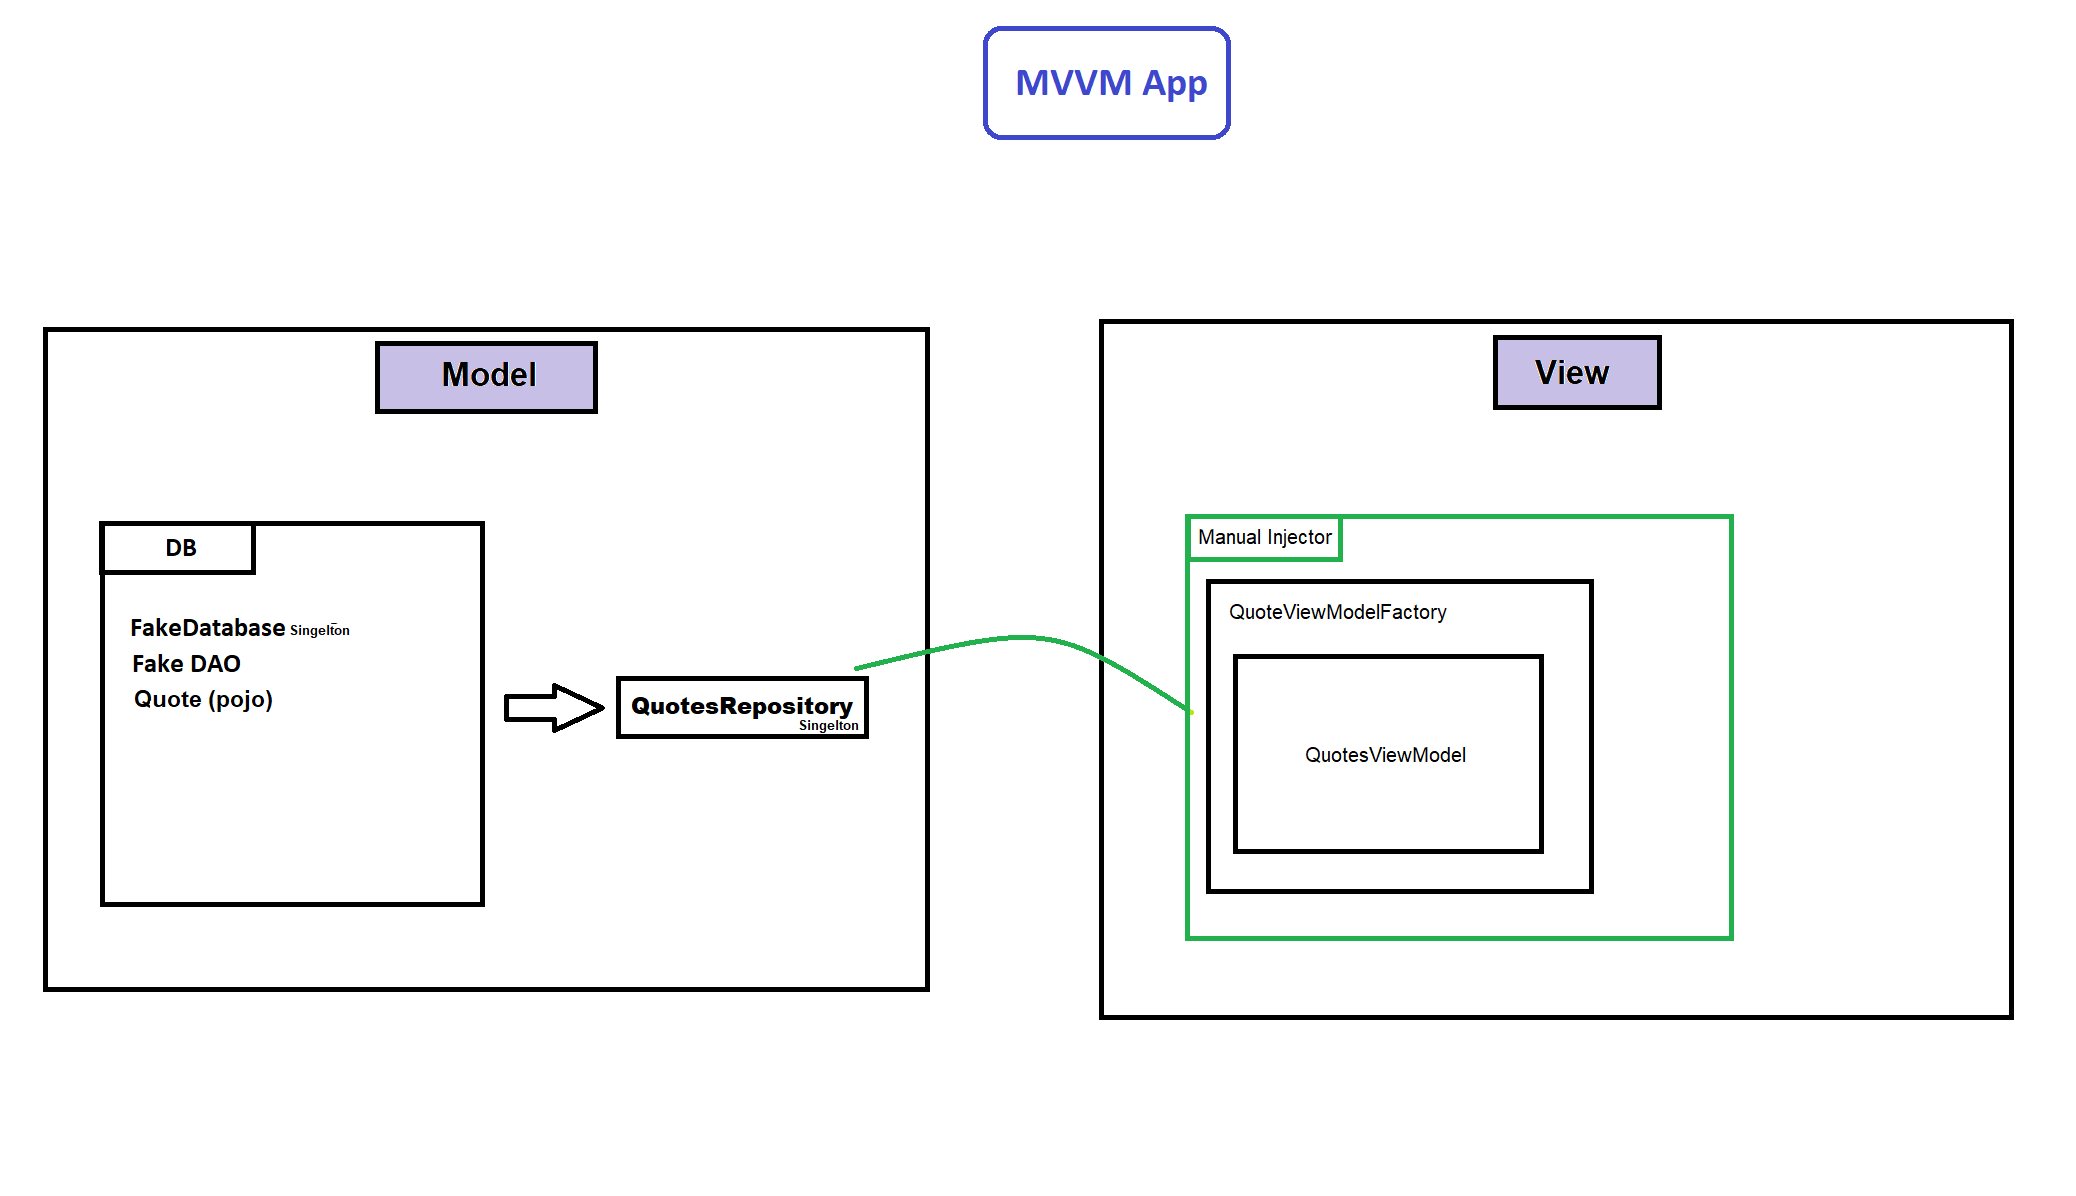 MVVM App
Model
DB
FakeDatabase Singelton
Fake DAO
Quote (pojo)
QuotesRepository
Singelton
View
Manual Injector
QuoteViewModelFactory
QuotesViewModel